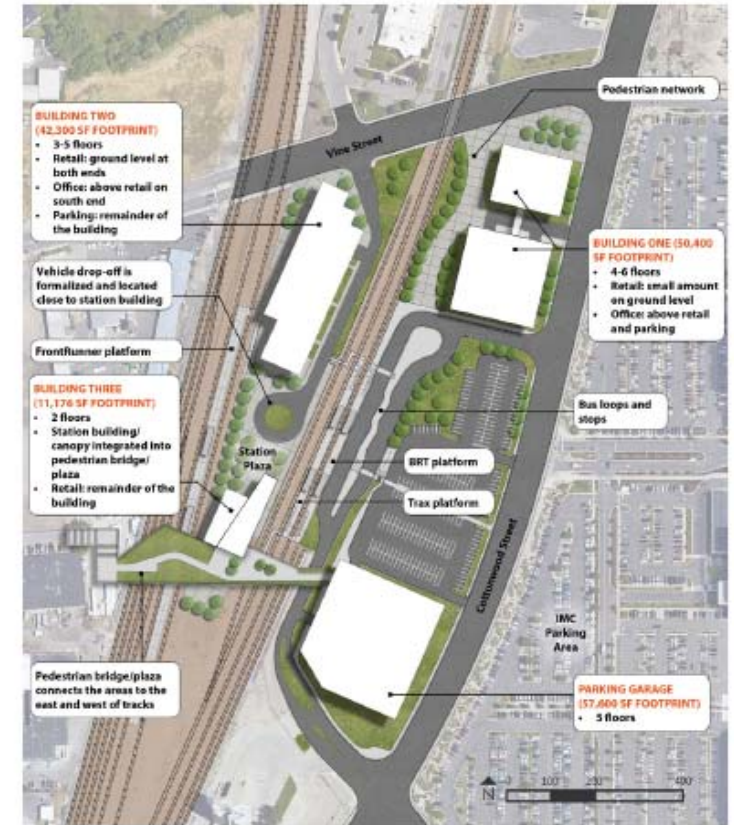 Pedestrian network
Vine Street
BUILDING TWO
(42,300 SF FOOTPRINT)
• 3-5 floors
• Retail: ground level at
both ends
• Office: above retail on
south end
• Parking: remainder of
the building
Vehicle drop-off is
formalized and located
close to station building
FrontRunner platform
BUILDING THREE
(11,176 SF FOOTPRINT)
• 2 floors
• Station building/
canopy integrated into
pedestrian bridge/
plaza
• Retail: remainder of the
building
BUILDING ONE (50,400
SF FOOTPRINT)
• 4-6 floors
• Retail: small amount
on ground level
• Office: above retail
and parking
Bus loops and
stops
Station
Plaza
BRT platform
Trax platform
Cottonwood Street
IMC
Parking
Area
Pedestrian bridge/plaza
connects the areas to the
east and west of tracks
PARKING GARAGE
(57,600 SF FOOTPRINT)
• 5 floors
N
0 100 200 400'